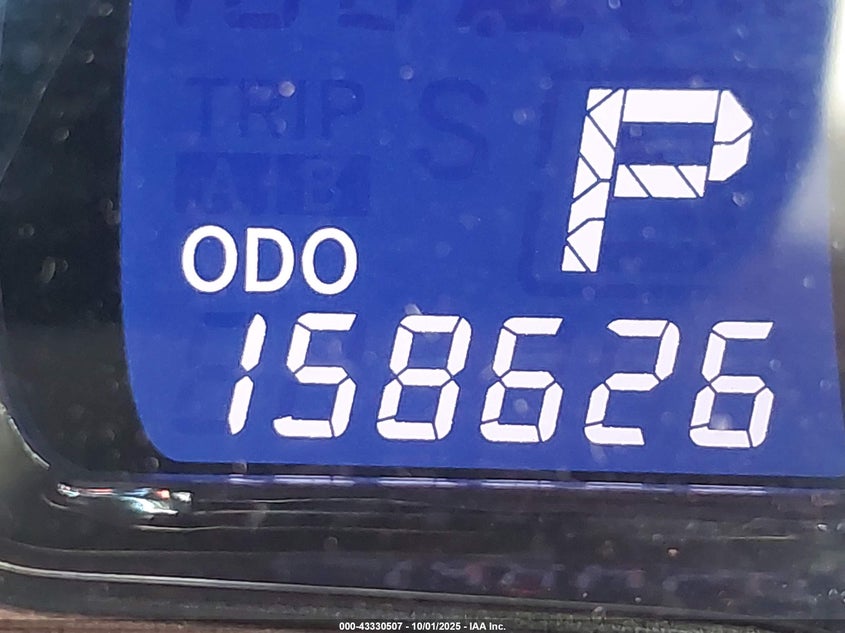 TRIP S
A B
P
ODO
158626
000-43330507 - 10/01/2025 - IAA Inc.